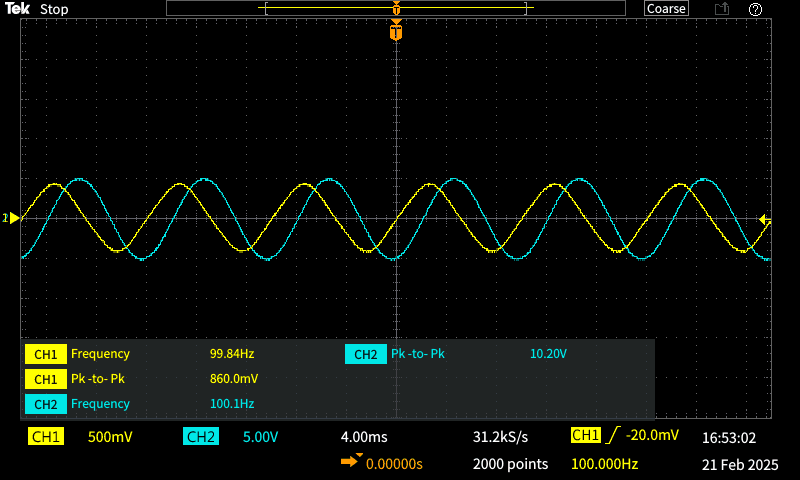 Tek Stop Coarse
T
T
CH1 Frequency 99.84Hz CH2 Pk-to-Pk 10.20V
CH1 Pk-to-Pk 860.0mV
CH2 Frequency 100.1Hz
CH1 500mV CH2 5.00V 4.00ms 31.2kS/s CH1 -20.0mV 16:53:02
0.00000s 2000 points 100.000Hz 21 Feb 2025